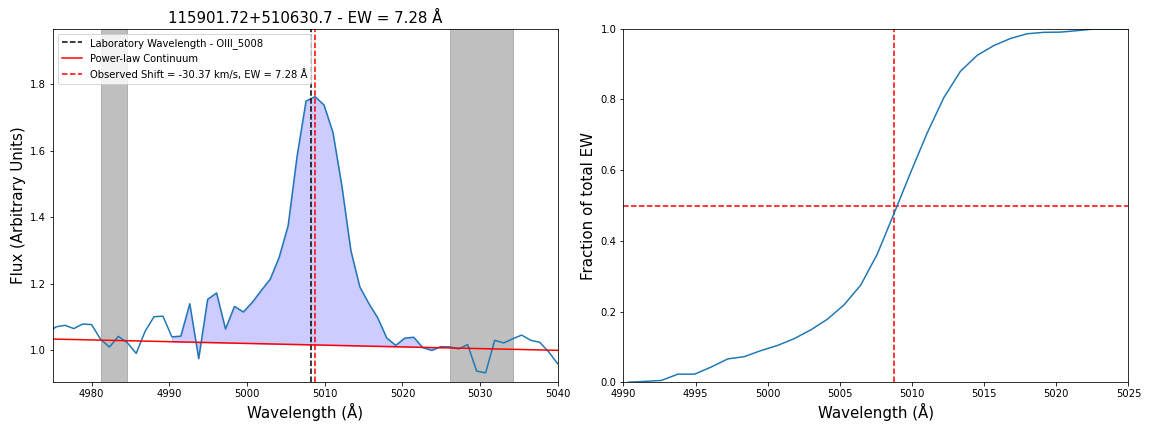 115901.72+510630.7 - EW = 7.28 Å
Laboratory Wavelength - OIII_5008
Power-law Continuum
Observed Shift = -30.37 km/s, EW = 7.28 Å
Flux (Arbitrary Units)
1.8
1.6
1.4
1.2
1.0
4980 4990 5000 5010 5020 5030 5040
Wavelength (Å)
Fraction of total EW
1.0
0.8
0.6
0.4
0.2
0.0
4990 4995 5000 5005 5010 5015 5020 5025
Wavelength (Å)